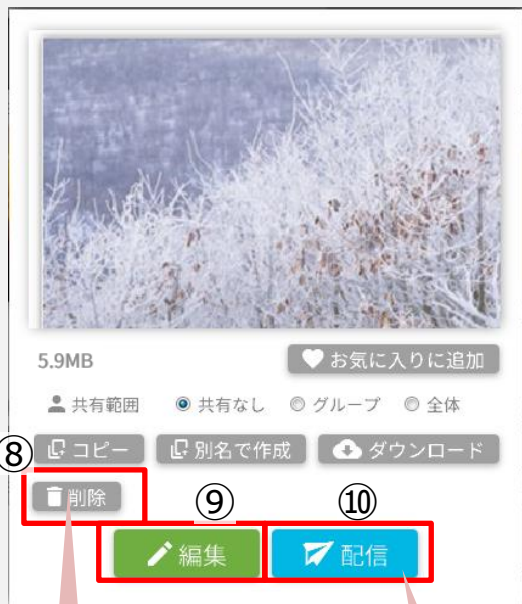 5.9MB お気に入りに追加
共有範囲 共有なし グループ 全体
⑧ コピー 別名で作成 ダウンロード
削除 ⑨ ⑩
編集 配信